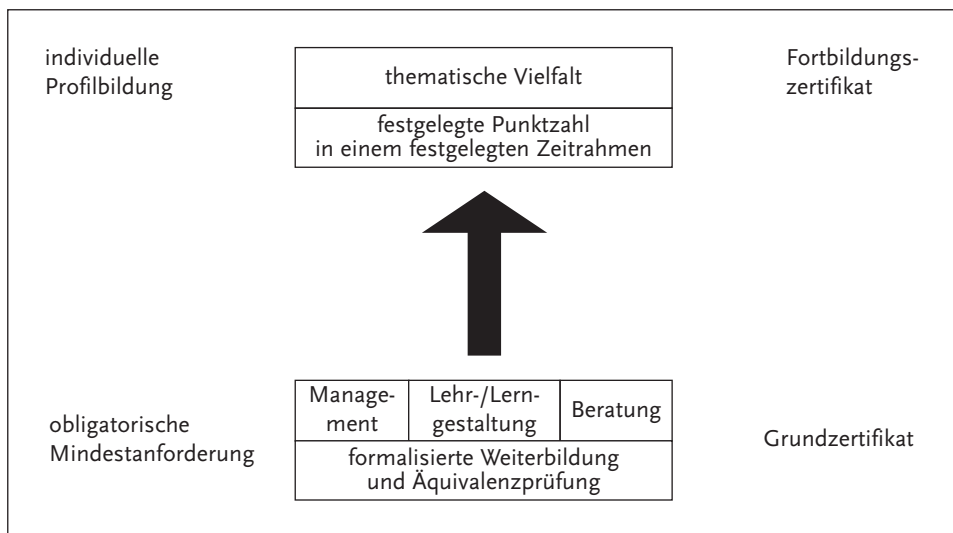 individuelle
Profilbildung
thematische Vielfalt
festgelegte Punktzahl
in einem festgelegten Zeitrahmen
Fortbildungs-
zertifikat
obligatorische
Mindestanforderung
Manage-
ment
Lehr-/Lern-
gestaltung
Beratung
formalisierte Weiterbildung
und Äquivalenzprüfung
Grundzertifikat